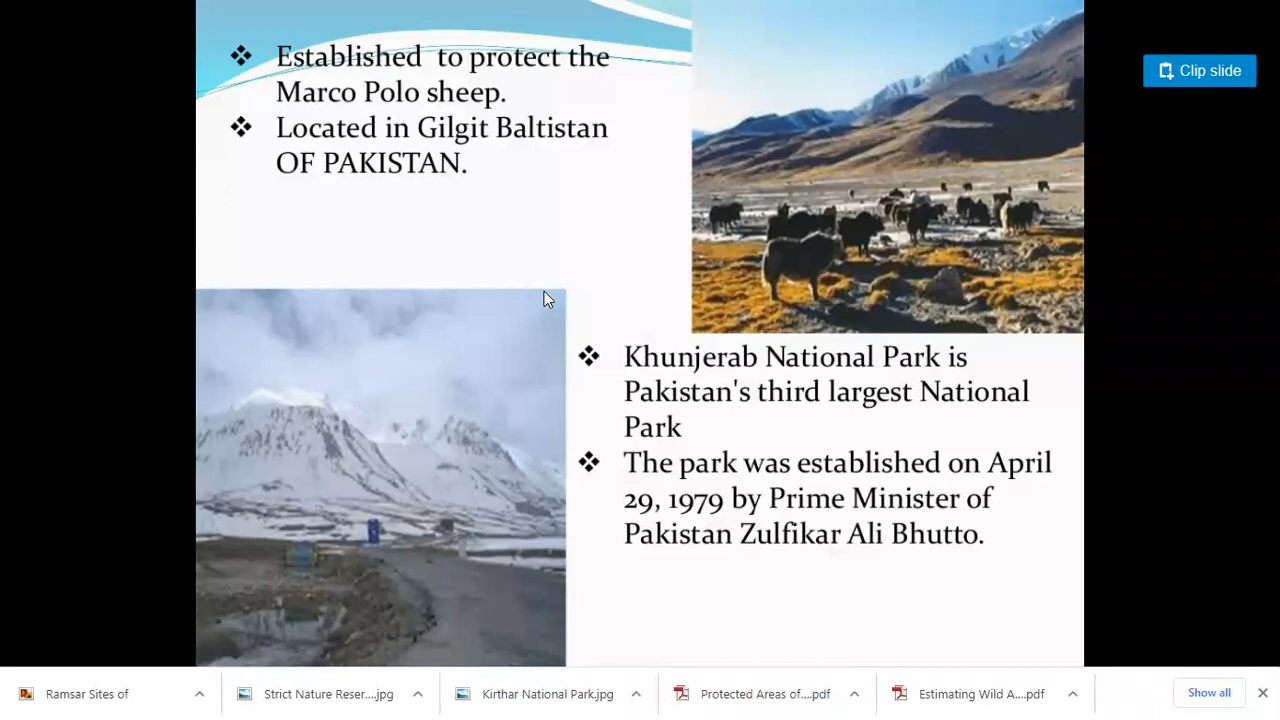 Established to protect the
Marco Polo sheep.
Located in Gilgit Baltistan
OF PAKISTAN.
Clip slide
Khunjerab National Park is
Pakistan's third largest National
Park
The park was established on April
29, 1979 by Prime Minister of
Pakistan Zulfikar Ali Bhutto.
Ramsar Sites of
Strict Nature Reser....jpg
Kirthar National Park.jpg
Protected Areas of....pdf
Estimating Wild A....pdf
Show all